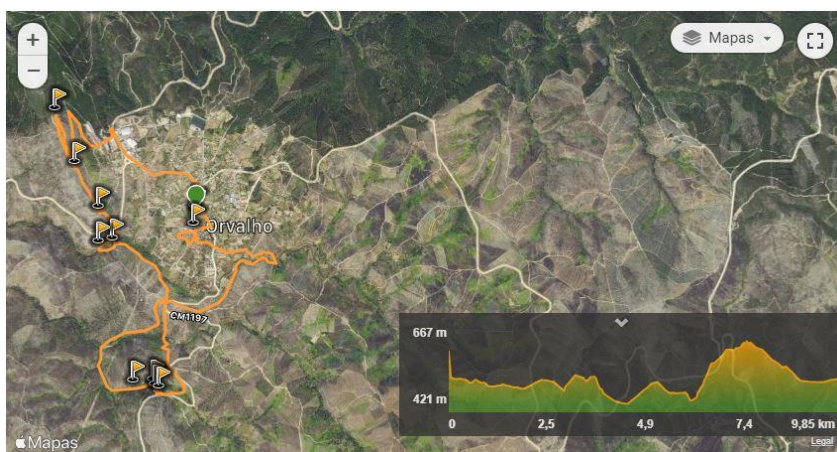 +
Mapas
−
Orvalho
CM1197
667 m
421 m
0 2,5 4,9 7,4 9,85 km
Mapas
Legal